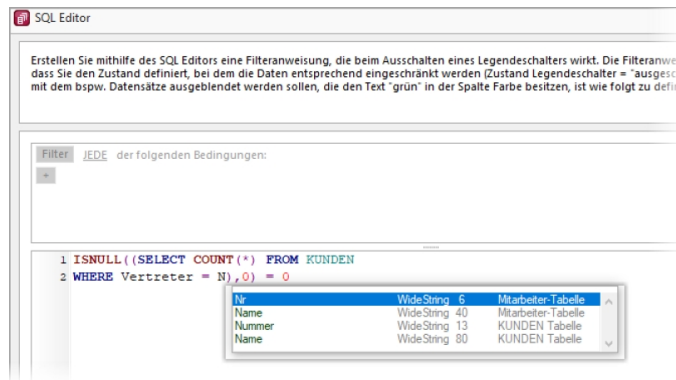 SQL Editor
Erstellen Sie mithilfe des SQL Editors eine Filteranweisung, die beim Ausschalten eines Legendeschalters wirkt. Die
dass Sie den Zustand definiert, bei dem die Daten entsprechend eingeschränkt werden (Zustand Legendeschalter =
mit dem bspw. Datensätze ausgeblendet werden sollen, die den Text "grün" in der Spalte Farbe besitzen, ist wie folgt zu
Filter JEDE der folgenden Bedingungen:
+
1 ISNULL((SELECT COUNT(*) FROM KUNDEN
2 WHERE Vertreter = N),0) = 0
Nr WideString 6 Mitarbeiter-Tabelle
Name WideString 40 Mitarbeiter-Tabelle
Nummer WideString 13 KUNDEN Tabelle
Name WideString 80 KUNDEN Tabelle